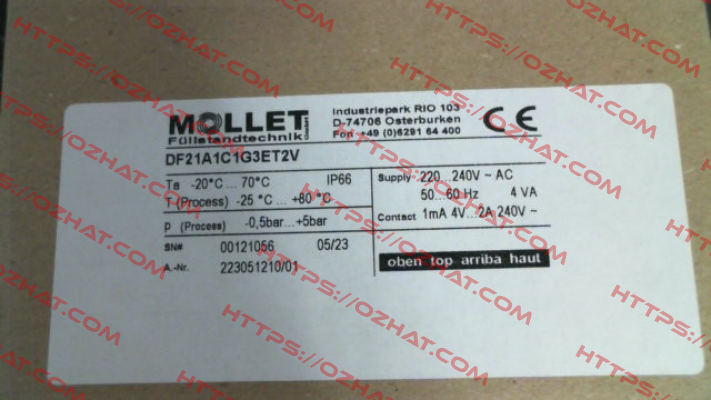 MOLLET
Füllstandtechnik GmbH
Industriepark RIO 103
D-74706 Osterburken
Fon +49 (0)6291 64 400
CE
DF21A1C1G3ET2V
Ta -20°C ... 70°C IP66
T (Process) -25 °C ... +80 °C
p (Process) -0,5bar...+5bar
SN# 00121056 05/23
A.-Nr. 223051210/01
Supply 220...240V ~ AC
50...60 Hz 4 VA
Contact 1mA 4V...2A 240V ~
oben top arriba haut
HTTPS://OZHAT.COM